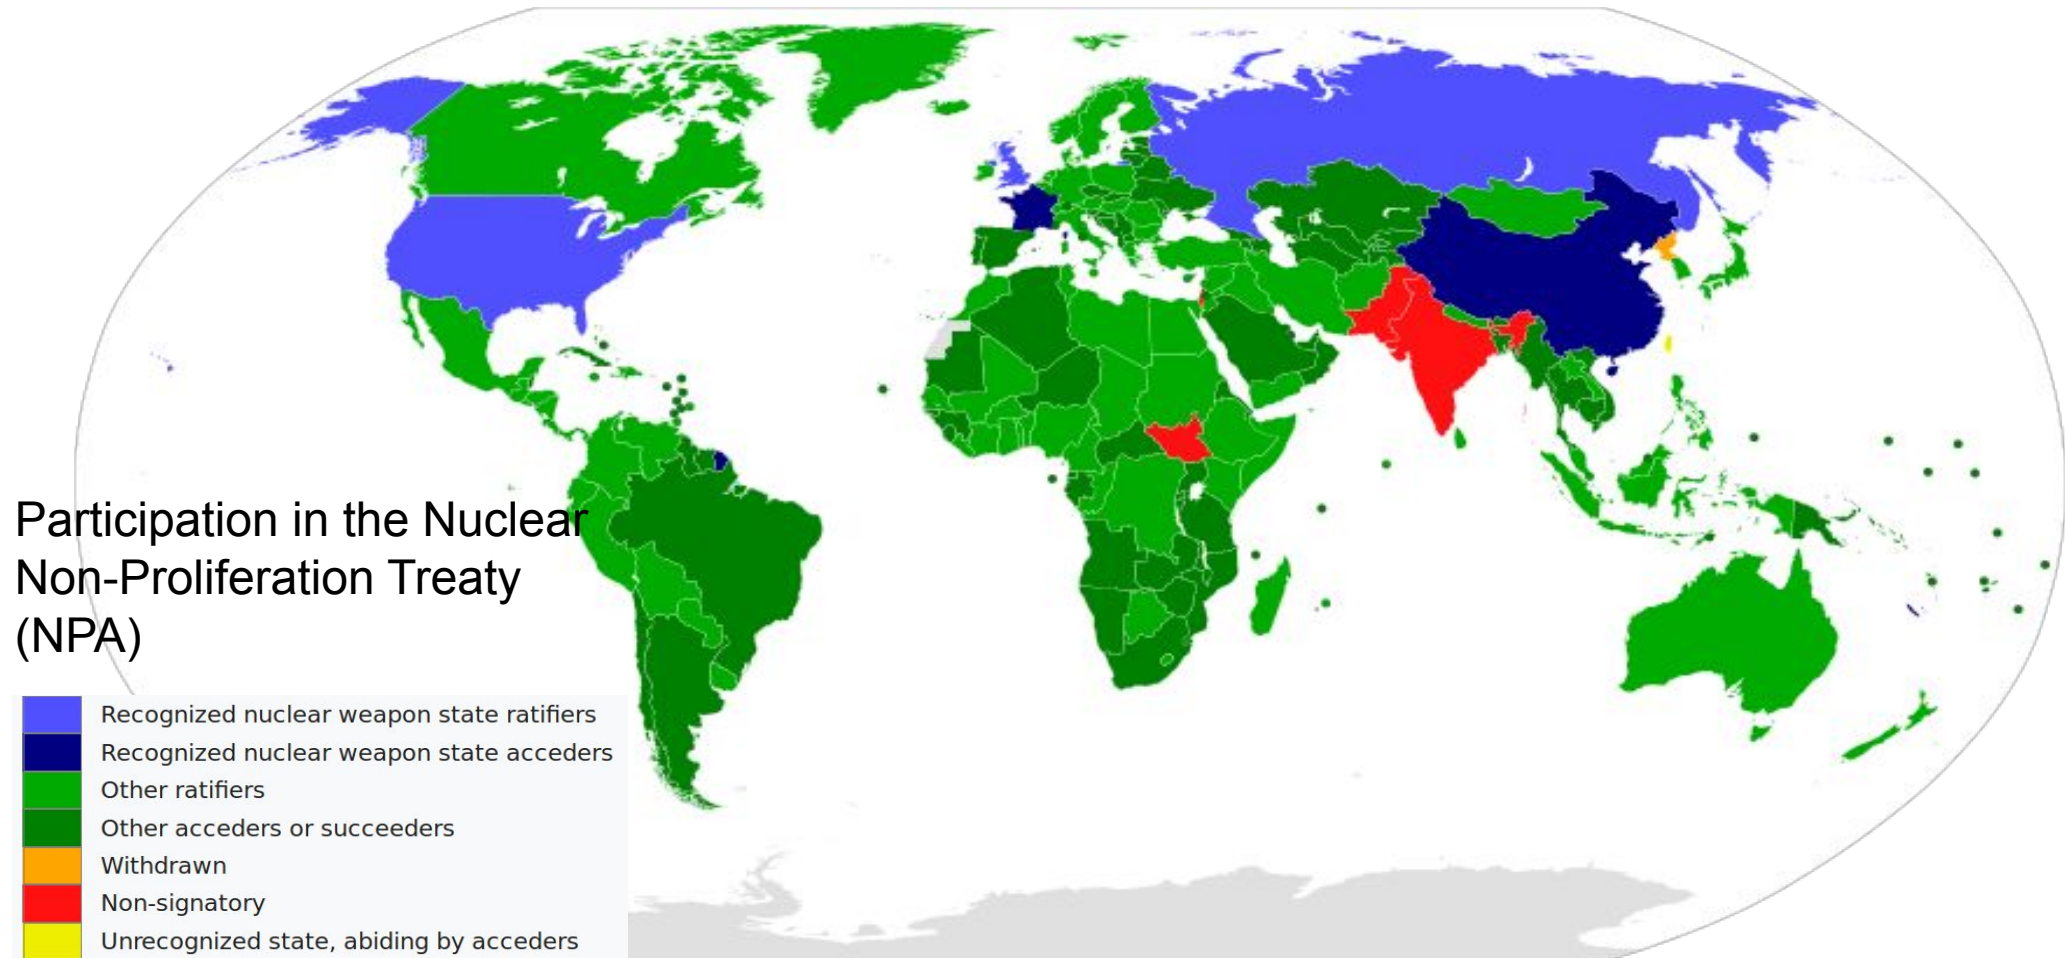 Participation in the Nuclear
Non-Proliferation Treaty
(NPA)
Recognized nuclear weapon state ratifiers
Recognized nuclear weapon state acceders
Other ratifiers
Other acceders or succeeders
Withdrawn
Non-signatory
Unrecognized state, abiding by acceders